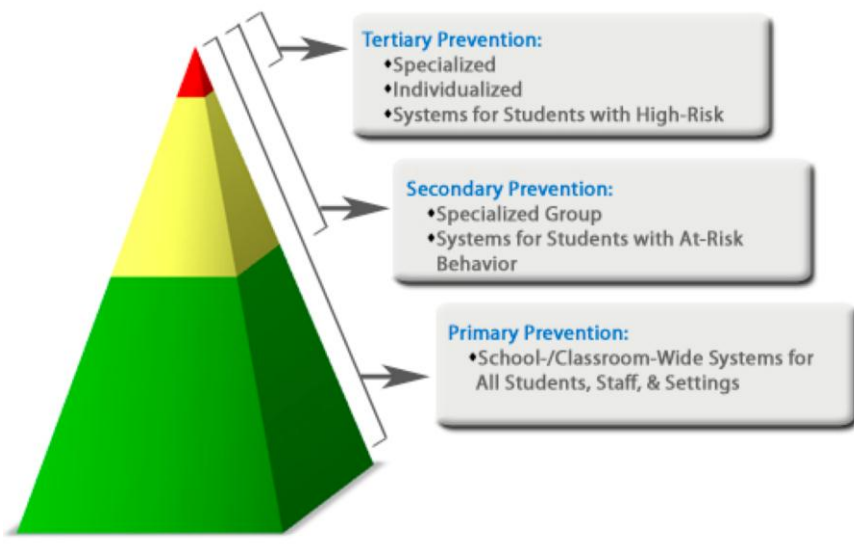 Tertiary Prevention:
♦Specialized
♦Individualized
♦Systems for Students with High-Risk
Secondary Prevention:
♦Specialized Group
♦Systems for Students with At-Risk
Behavior
Primary Prevention:
♦School-/Classroom-Wide Systems for
All Students, Staff, & Settings